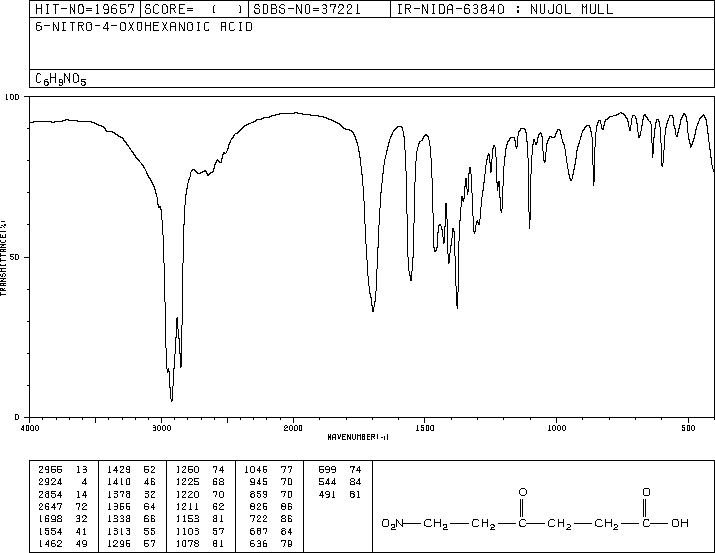 HIT-NO=19657 SCORE= ( ) SDBS-NO=37221 IR-NIDA-63840 : NUJOL MULL
6-NITRO-4-OXOHEXANOIC ACID
C6H9NO5
100
50
0
TRANSMITTANCE(%)
4000 3000 2000 1500 1000 500
WAVENUMBER(-1)
2956 13 1429 52 1250 74 1046 77 599 74
2924 4 1410 46 1225 68 945 70 544 84
2854 14 1378 32 1220 70 859 70 491 81
2647 72 1366 64 1211 62 826 86
1698 32 1338 66 1153 81 722 86
1554 41 1313 55 1103 57 687 84
1462 49 1296 57 1078 81 636 79
O O
O2N—CH2—CH2—C—CH2—CH2—C—OH